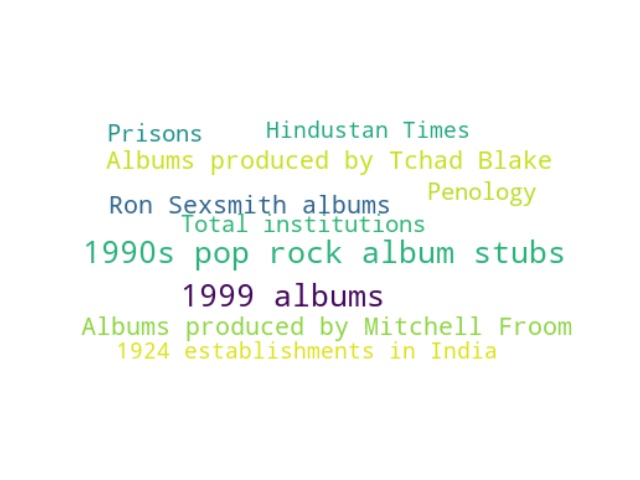 Prisons
Hindustan Times
Albums produced by Tchad Blake
Penology
Ron Sexsmith albums
Total institutions
1990s pop rock album stubs
1999 albums
Albums produced by Mitchell Froom
1924 establishments in India